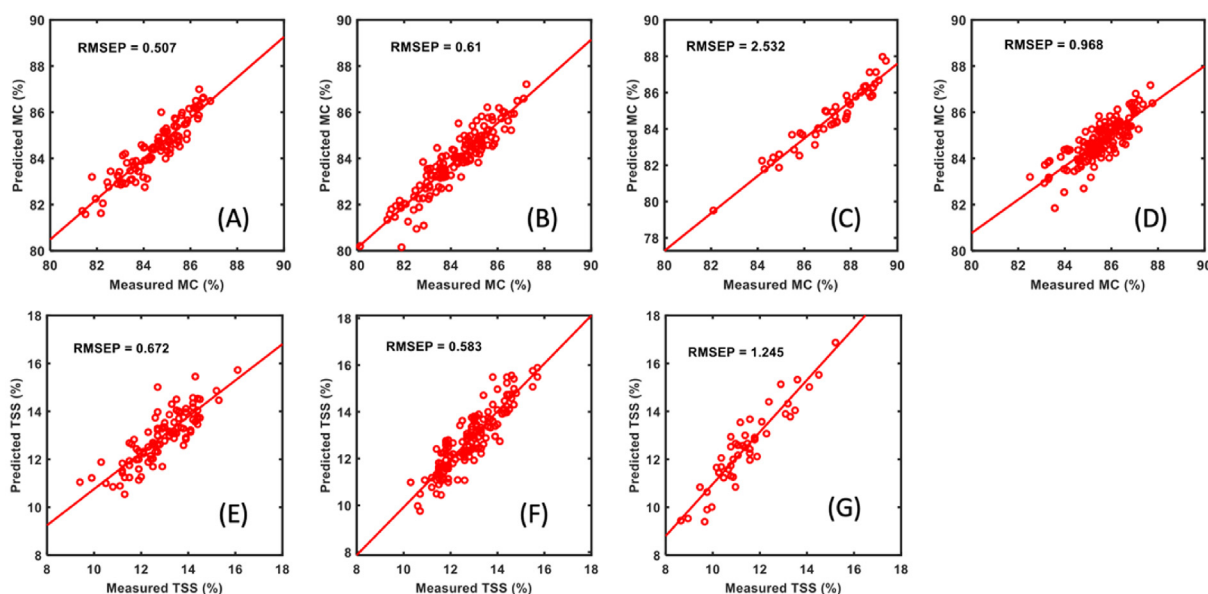 90
88
86
84
82
80
80 82 84 86 88 90
Predicted MC (%)
Measured MC (%)
RMSEP = 0.507
(A)
90
88
86
84
82
80
80 82 84 86 88 90
Predicted MC (%)
Measured MC (%)
RMSEP = 0.61
(B)
90
88
86
84
82
80
78
80 82 84 86 88 90
Predicted MC (%)
Measured MC (%)
RMSEP = 2.532
(C)
90
88
86
84
82
80
80 82 84 86 88 90
Predicted MC (%)
Measured MC (%)
RMSEP = 0.968
(D)
18
16
14
12
10
8
8 10 12 14 16 18
Predicted TSS (%)
Measured TSS (%)
RMSEP = 0.672
(E)
18
16
14
12
10
8
8 10 12 14 16 18
Predicted TSS (%)
Measured TSS (%)
RMSEP = 0.583
(F)
18
16
14
12
10
8
8 10 12 14 16 18
Predicted TSS (%)
Measured TSS (%)
RMSEP = 1.245
(G)